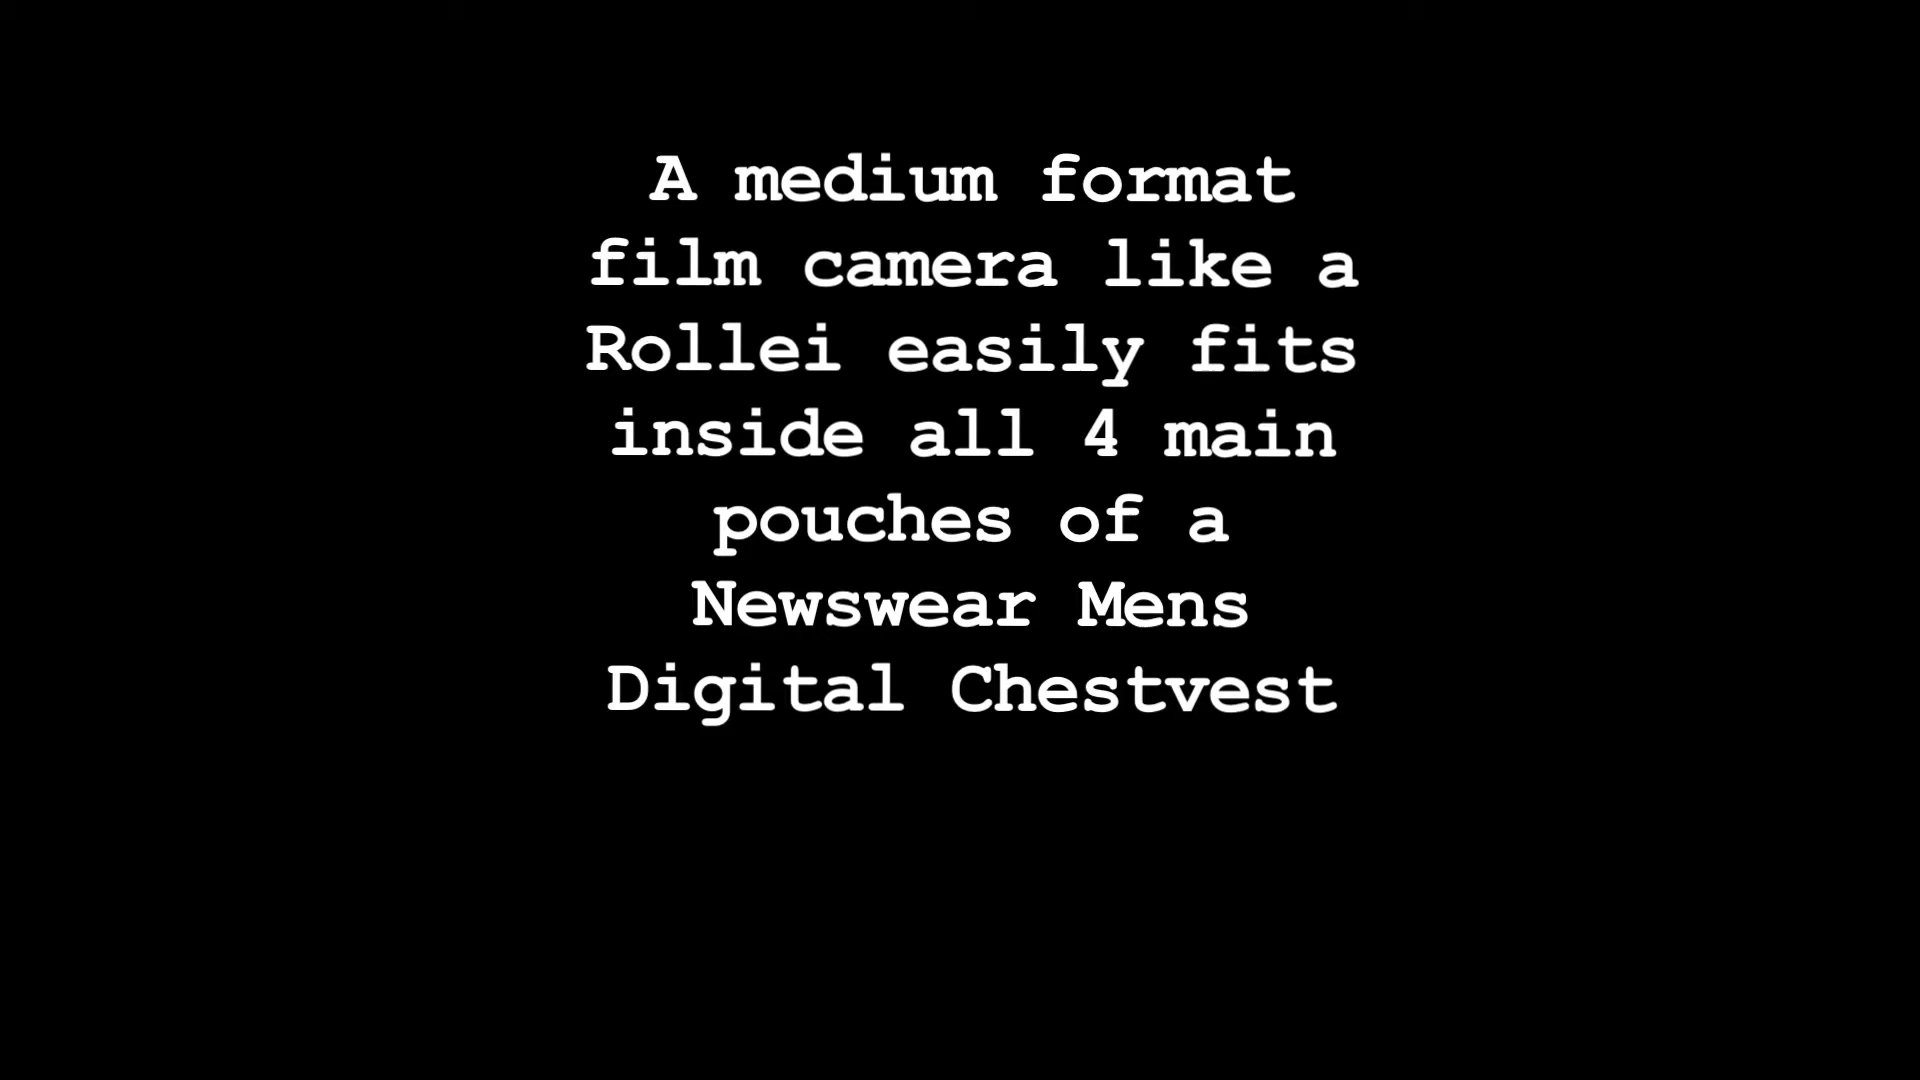 A medium format
film camera like a
Rollei easily fits
inside all 4 main
pouches of a
Newswear Mens
Digital Chestvest